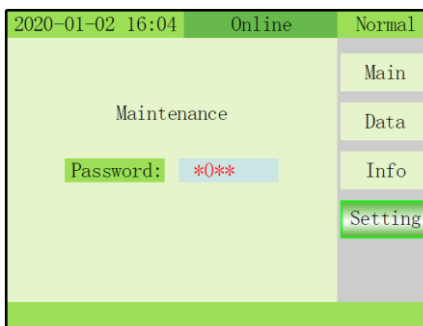 2020-01-02 16:04 Online Normal
Main
Maintenance
Data
Password: *0**
Info
Setting